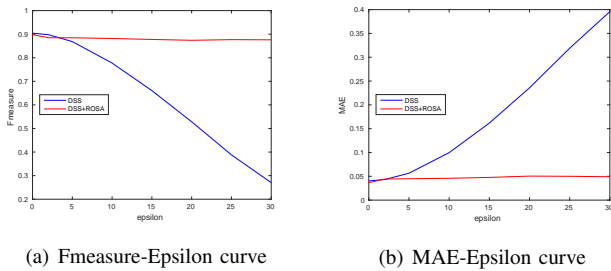 1
0.9
0.8
0.7
0.6
0.5
0.4
0.3
0.2
Fmeasure
DSS
DSS+ROSA
0 5 10 15 20 25 30
epsilon
(a) Fmeasure-Epsilon curve
0.4
0.35
0.3
0.25
0.2
0.15
0.1
0.05
0
MAE
DSS
DSS+ROSA
0 5 10 15 20 25 30
epsilon
(b) MAE-Epsilon curve